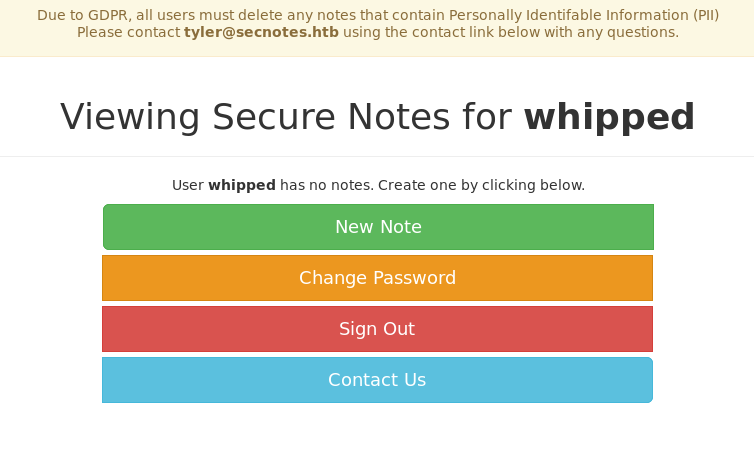 Due to GDPR, all users must delete any notes that contain Personally Identifable Information (PII)
Please contact tyler@secnotes.htb using the contact link below with any questions.
Viewing Secure Notes for whipped
User whipped has no notes. Create one by clicking below.
New Note
Change Password
Sign Out
Contact Us